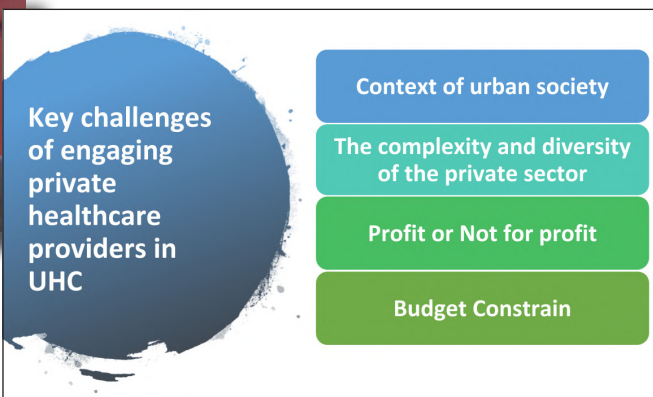 Key challenges
of engaging
private
healthcare
providers in
UHC
Context of urban society
The complexity and diversity
of the private sector
Profit or Not for profit
Budget Constrain